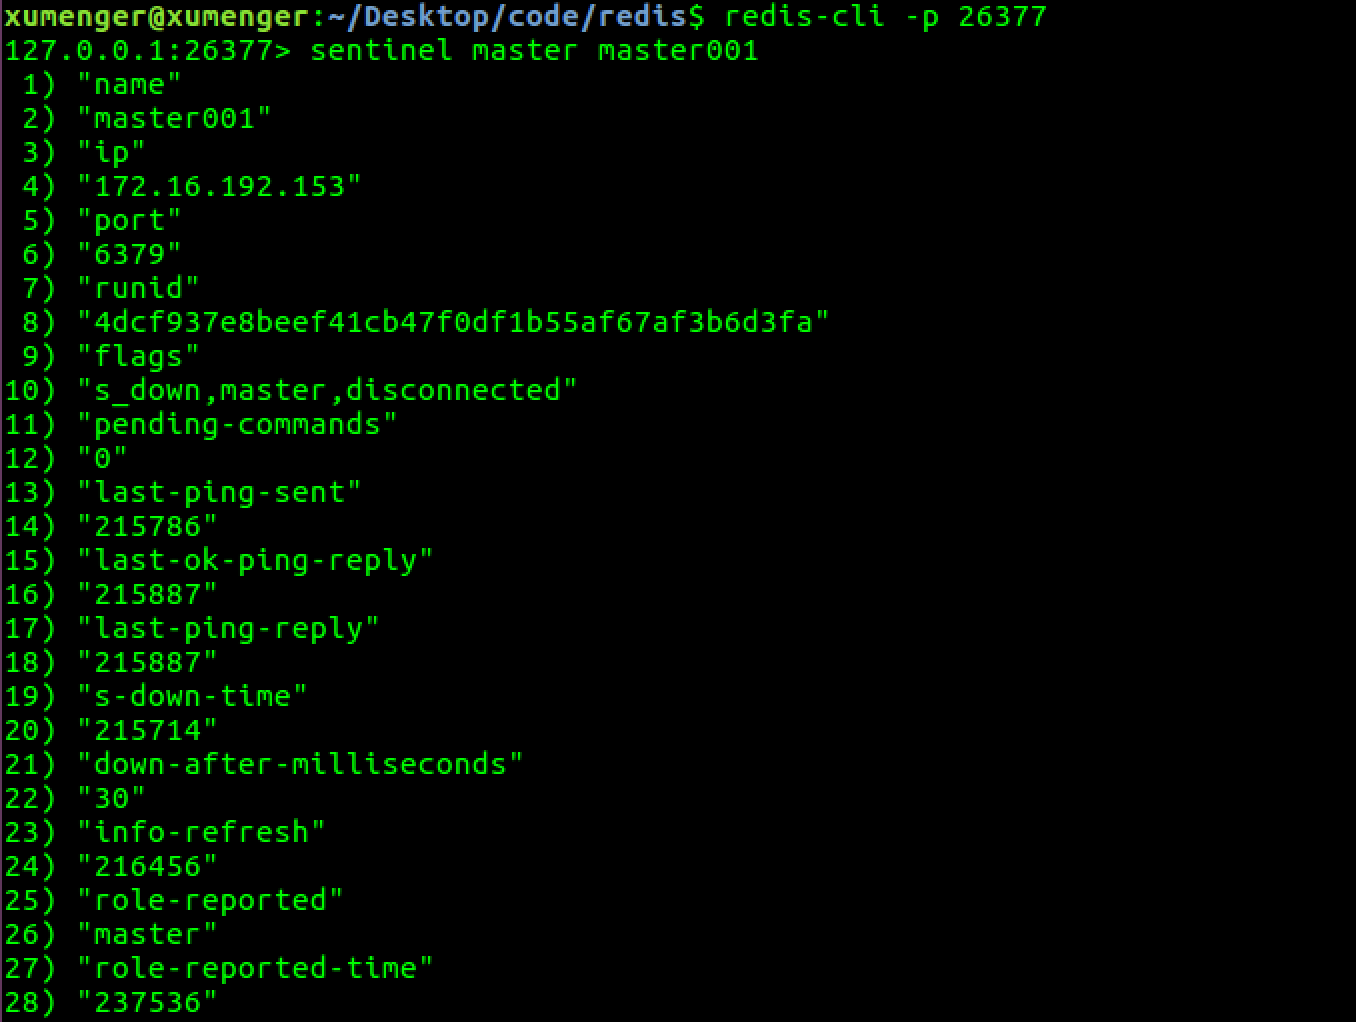 xumenger@xumenger:~/Desktop/code/redis$ redis-cli -p 26377
127.0.0.1:26377> sentinel master master001
 1) "name"
 2) "master001"
 3) "ip"
 4) "172.16.192.153"
 5) "port"
 6) "6379"
 7) "runid"
 8) "4dcf937e8beef41cb47f0df1b55af67af3b6d3fa"
 9) "flags"
10) "s_down,master,disconnected"
11) "pending-commands"
12) "0"
13) "last-ping-sent"
14) "215786"
15) "last-ok-ping-reply"
16) "215887"
17) "last-ping-reply"
18) "215887"
19) "s-down-time"
20) "215714"
21) "down-after-milliseconds"
22) "30"
23) "info-refresh"
24) "216456"
25) "role-reported"
26) "master"
27) "role-reported-time"
28) "237536"